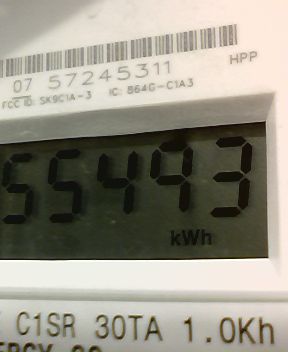 HPP
07 57245311
FCC ID: SK9C1A-3 IC: 864G-C1A3
55493
kWh
C1SR 30TA 1.0Kh